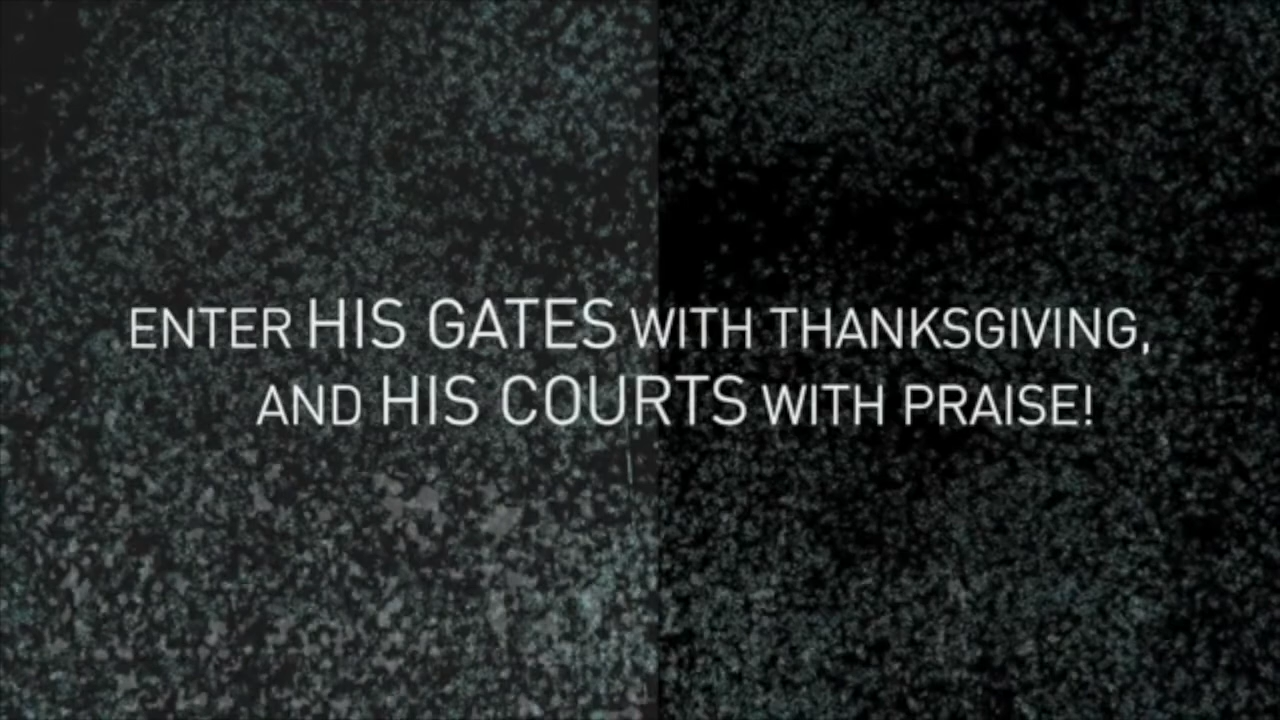 ENTER HIS GATES WITH THANKSGIVING,
AND HIS COURTS WITH PRAISE!